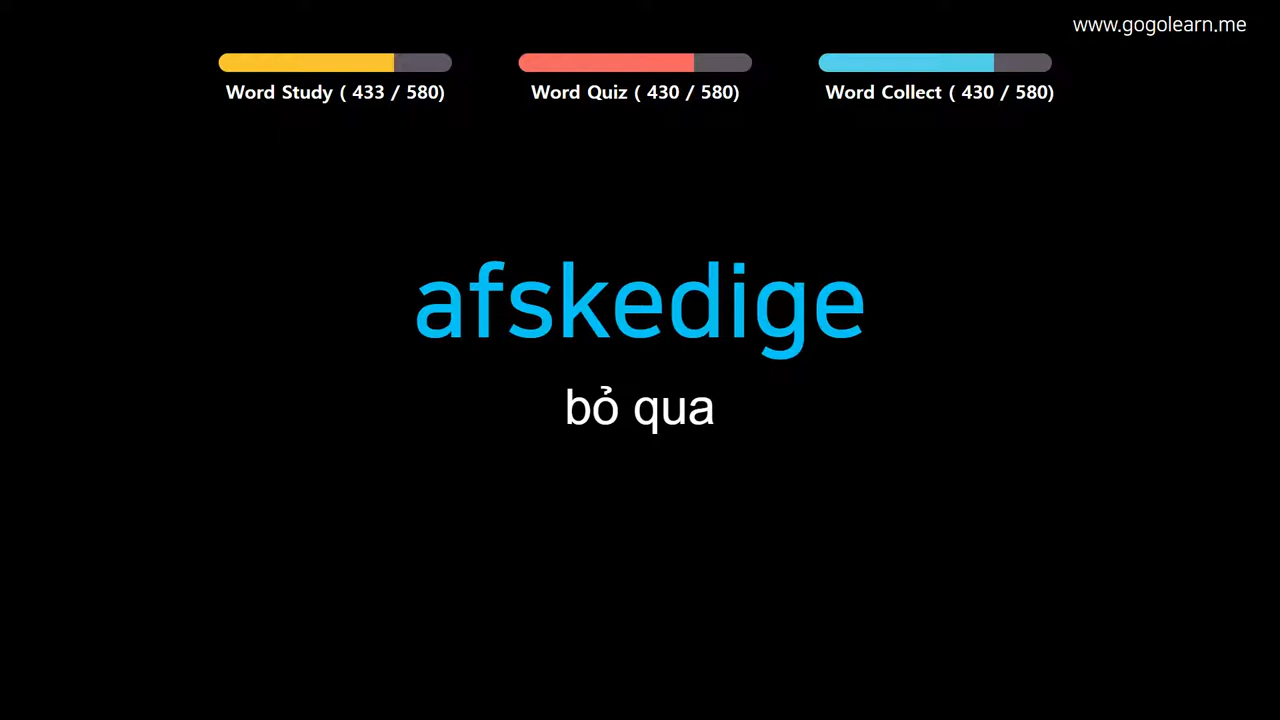 www.gogolearn.me
Word Study ( 433 / 580)
Word Quiz ( 430 / 580)
Word Collect ( 430 / 580)
afskedige
bỏ qua